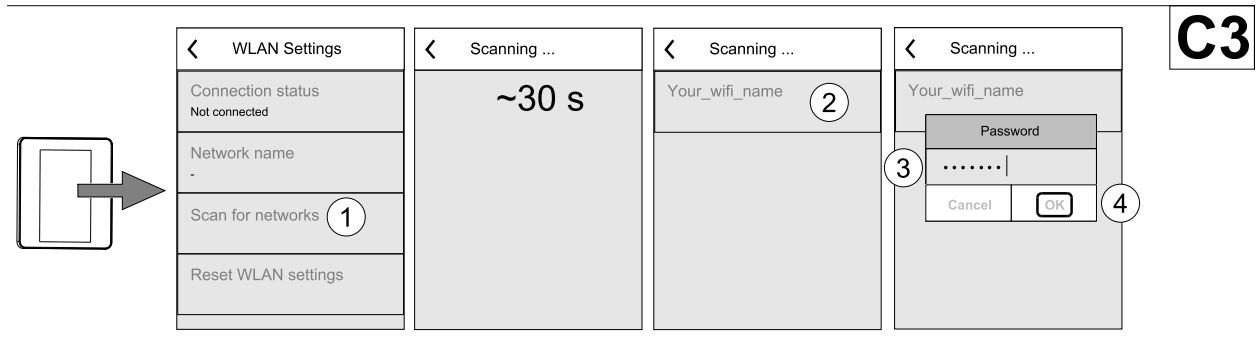 C3
WLAN Settings
Connection status
Not connected
Network name
-
Scan for networks 1
Reset WLAN settings
Scanning ...
~30 s
Scanning ...
Your_wifi_name 2
Scanning ...
Your_wifi_name
Password
3 •••••••|
Cancel OK 4